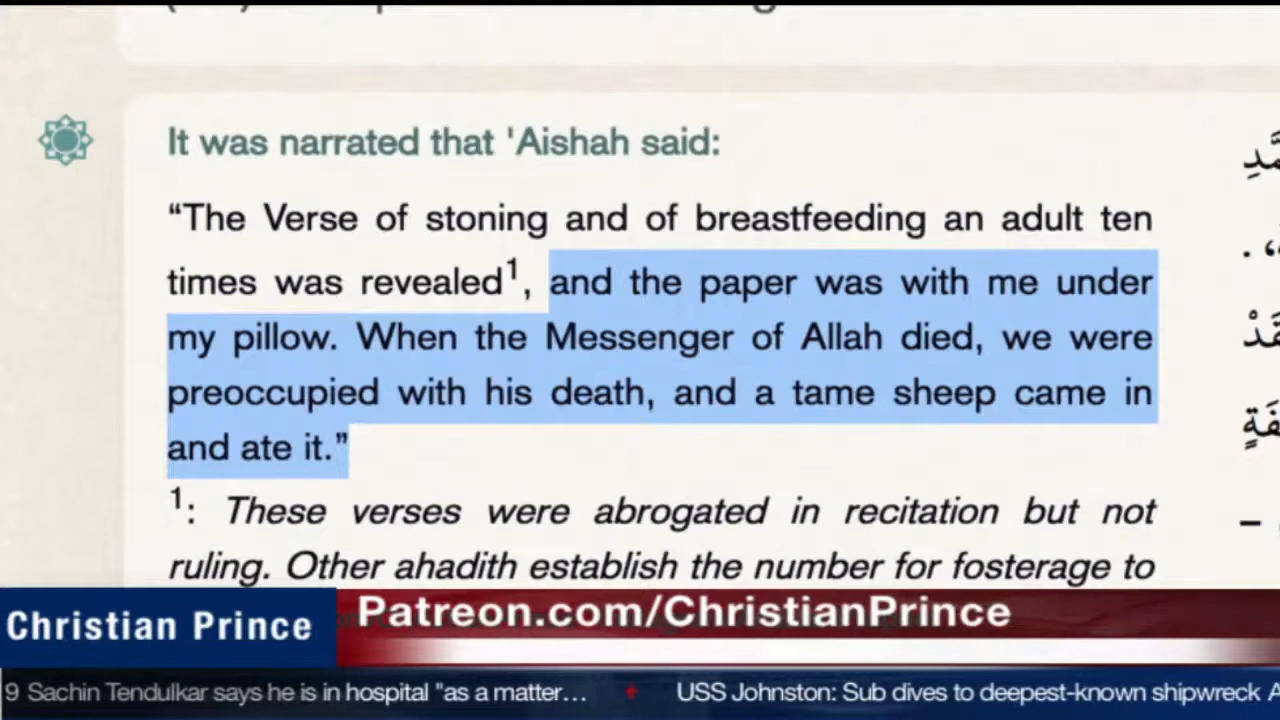 It was narrated that 'Aishah said:
“The Verse of stoning and of breastfeeding an adult ten
times was revealed1, and the paper was with me under
my pillow. When the Messenger of Allah died, we were
preoccupied with his death, and a tame sheep came in
and ate it.”
1: These verses were abrogated in recitation but not
ruling. Other ahadith establish the number for fosterage to
Christian Prince
Patreon.com/ChristianPrince
9 Sachin Tendulkar says he is in hospital "as a matter... USS Johnston: Sub dives to deepest-known shipwreck